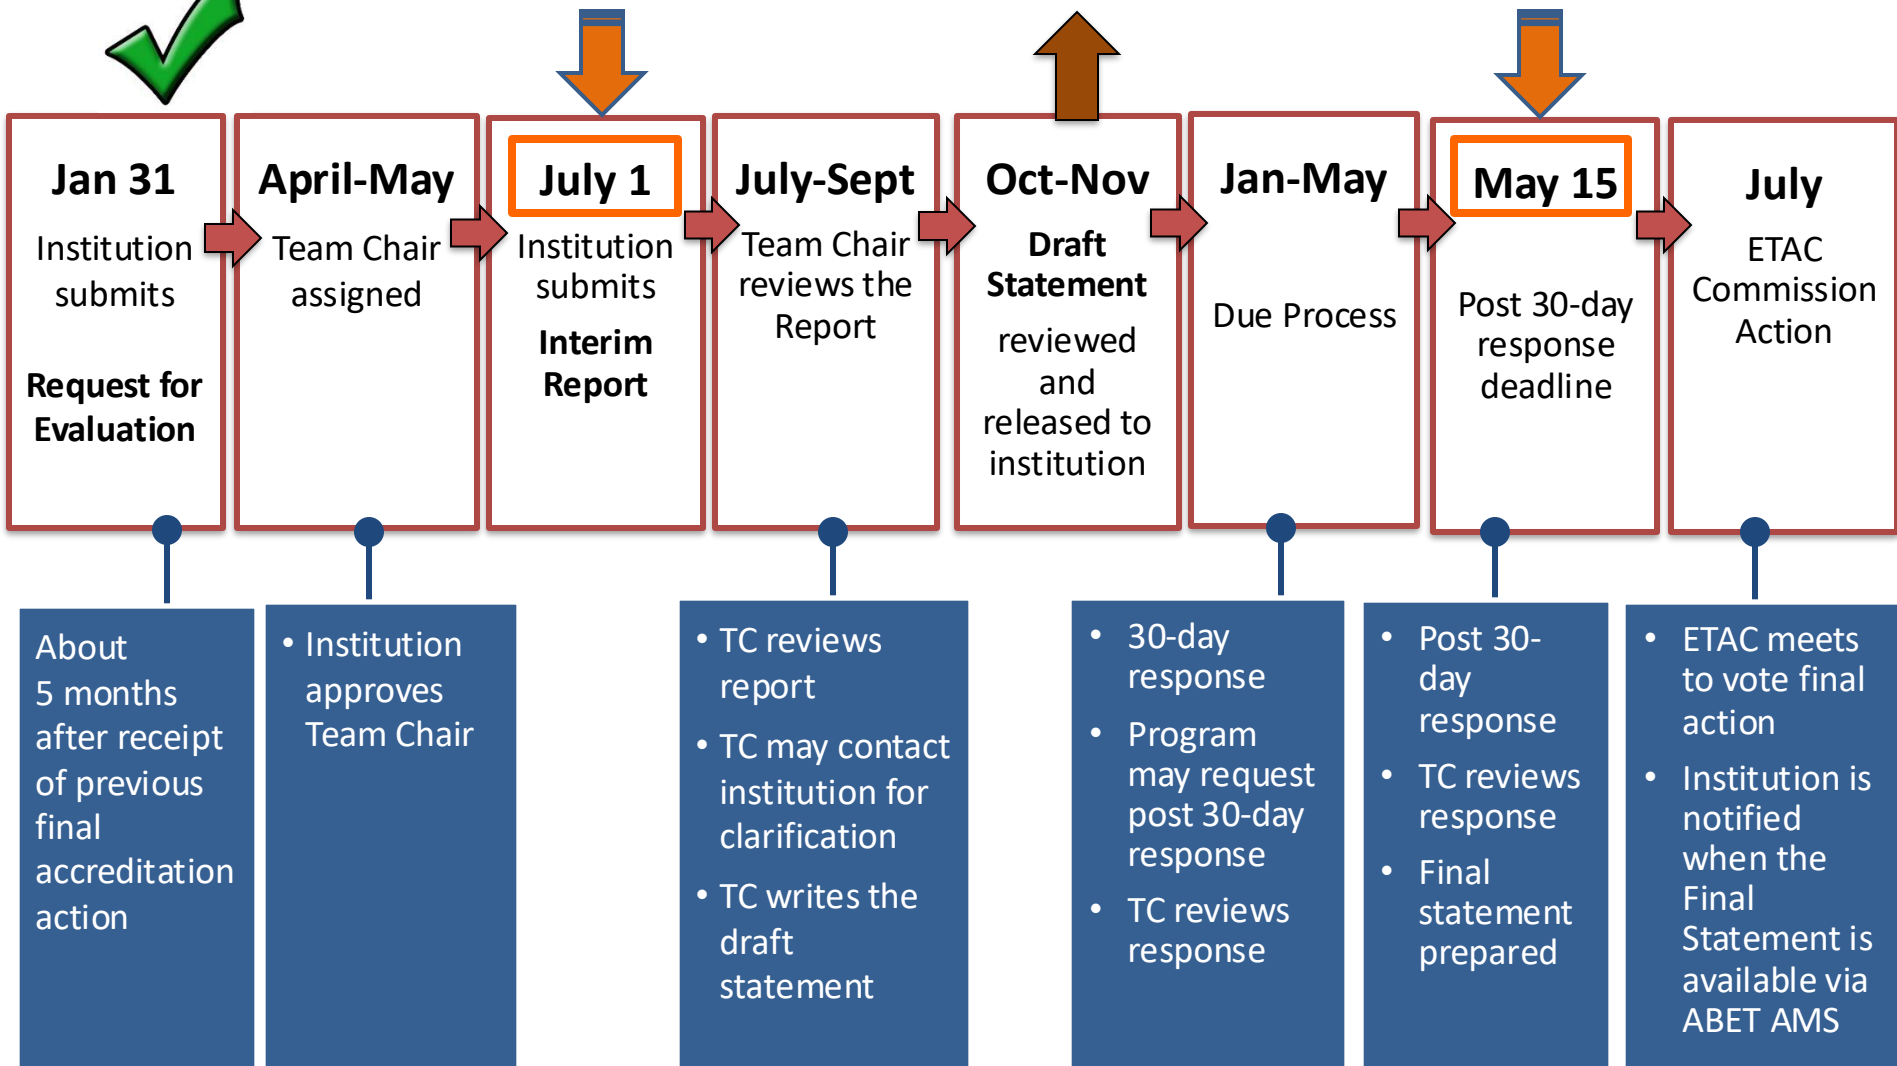 Jan 31
Institution
submits
Request for
Evaluation
April-May
Team Chair
assigned
July 1
Institution
submits
Interim
Report
July-Sept
Team Chair
reviews the
Report
Oct-Nov
Draft
Statement
reviewed
and
released to
institution
Jan-May
Due Process
May 15
Post 30-day
response
deadline
July
ETAC
Commission
Action
About
5 months
after receipt
of previous
final
accreditation
action
• Institution
approves
Team Chair
• TC reviews
report
• TC may contact
institution for
clarification
• TC writes the
draft
statement
• 30-day
response
• Program
may request
post 30-day
response
• TC reviews
response
• Post 30-
day
response
• TC reviews
response
• Final
statement
prepared
• ETAC meets
to vote final
action
• Institution is
notified
when the
Final
Statement is
available via
ABET AMS